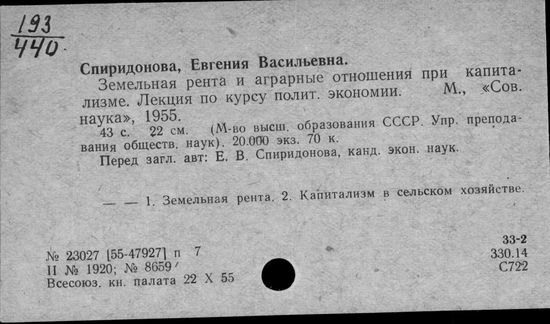 193
440
Спиридонова, Евгения Васильевна.
Земельная рента и аграрные отношения при капита-
лизме. Лекция по курсу полит. экономии. М., «Сов.
наука», 1955.
43 с. 22 см. (М-во высш. образования СССР. Упр. препода-
вания обществ. наук). 20.000 экз. 70 к.
Перед загл. авт: Е. В. Спиридонова, канд. экон. наук.
— — 1. Земельная рента. 2. Капитализм в сельском хозяйстве.
№ 23027 [55-47927] п 7
II № 1920; № 8659
Всесоюз. кн. палата 22 X 55
33-2
330.14
С722